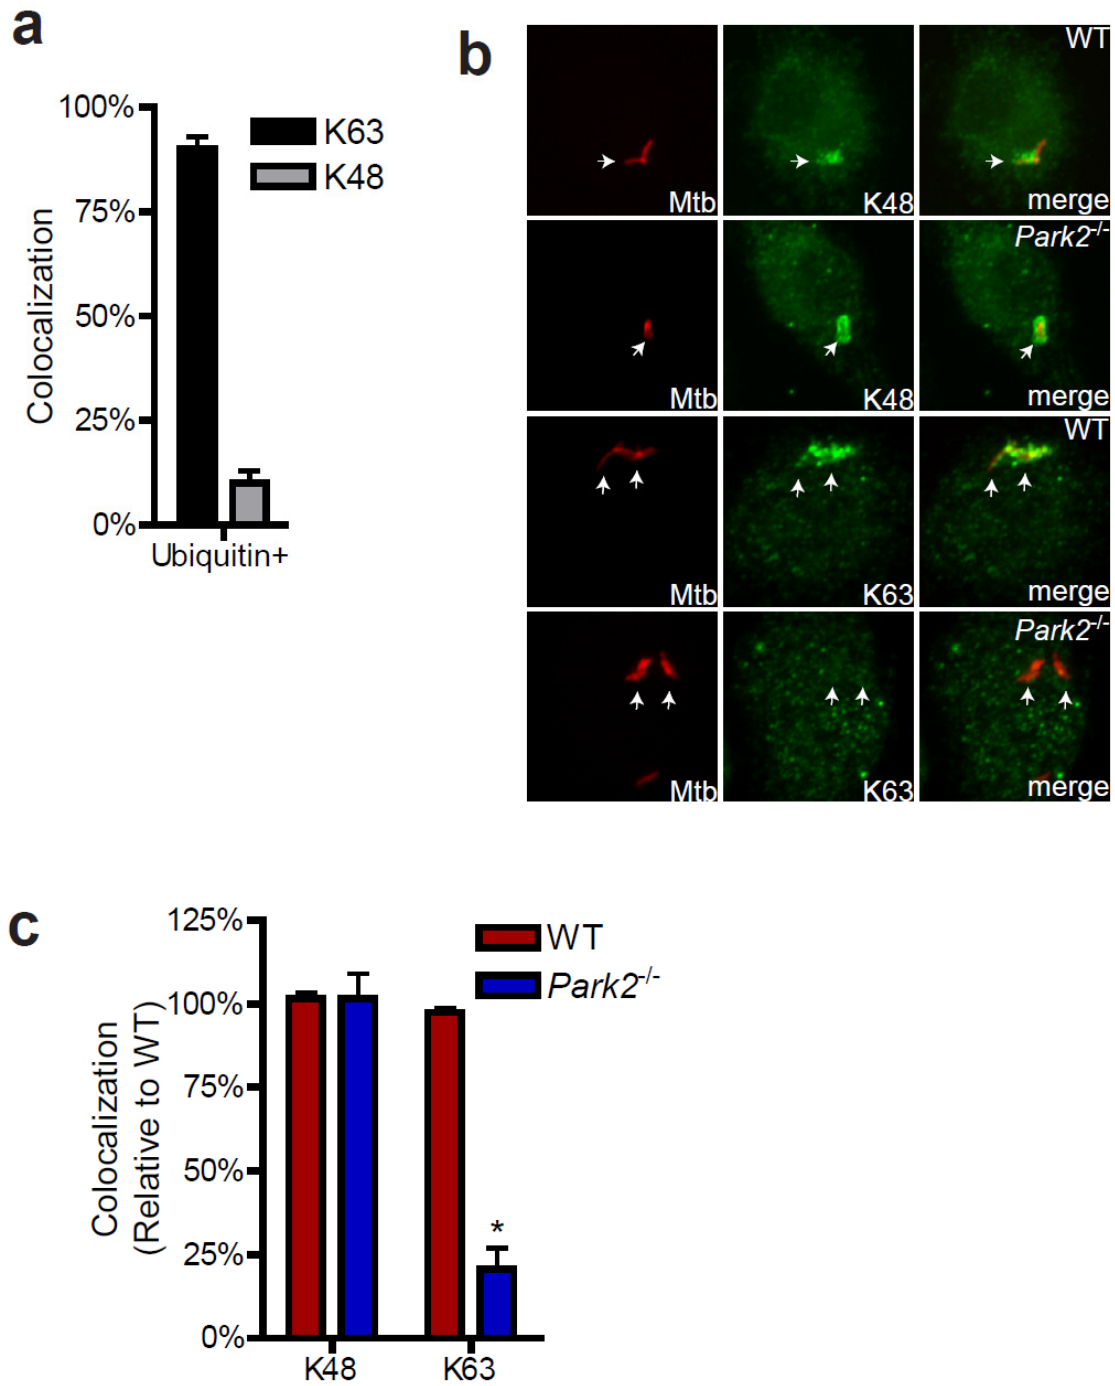 a
100%
75%
50%
25%
0%
Colocalization
K63
K48
Ubiquitin+
b
WT
Mtb
K48
merge
Park2-/-
Mtb
K48
merge
WT
Mtb
K63
merge
Park2-/-
Mtb
K63
merge
c
125%
100%
75%
50%
25%
0%
Colocalization
(Relative to WT)
WT
Park2-/-
*
K48
K63